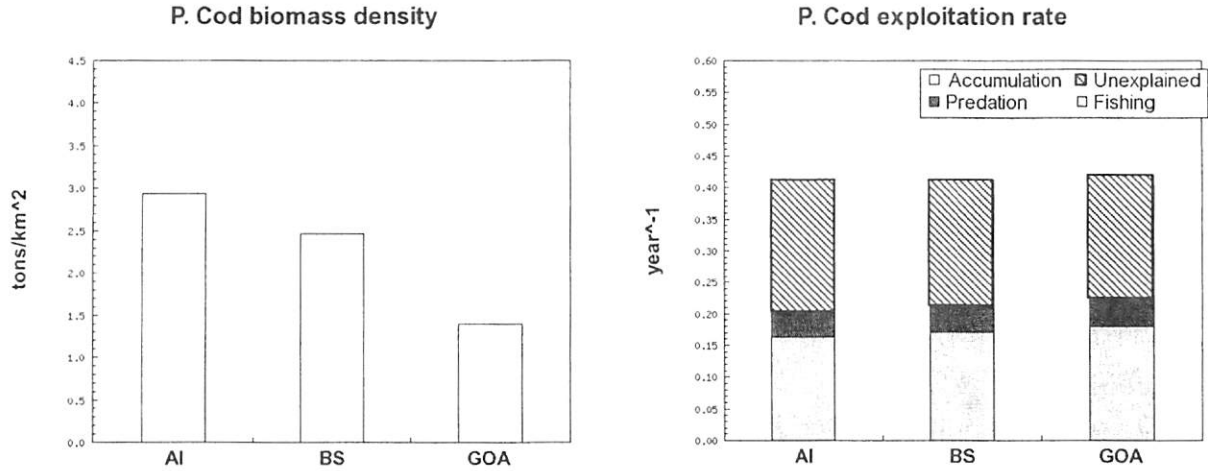 P. Cod biomass density
4.5
4.0
3.5
3.0
2.5
2.0
1.5
1.0
0.5
0.0
tons/km^2
AI BS GOA
P. Cod exploitation rate
0.60
0.55
0.50
0.45
0.40
0.35
0.30
0.25
0.20
0.15
0.10
0.05
0.00
year^-1
Accumulation Unexplained
Predation Fishing
AI BS GOA